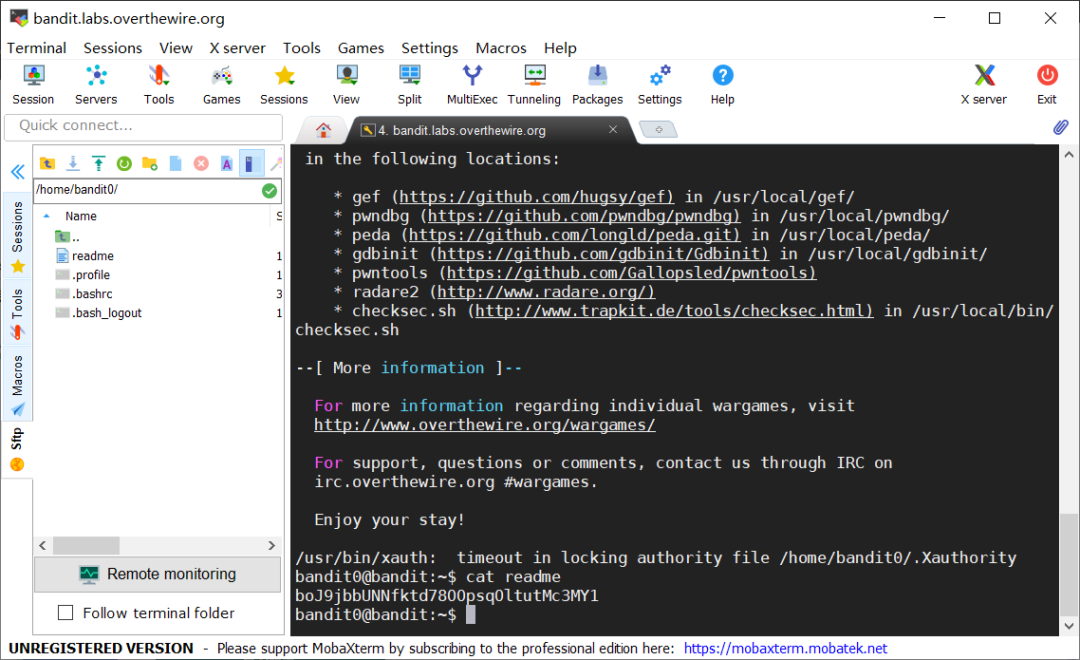 bandit.labs.overthewire.org
Terminal Sessions View X server Tools Games Settings Macros Help
Session Servers Tools Games Sessions View Split MultiExec Tunneling Packages Settings Help X server Exit
Quick connect...
4. bandit.labs.overthewire.org
/home/bandit0/
Name S
..
readme 1
.profile 1
.bashrc 3
.bash_logout 1
Sessions
Tools
Macros
Sftp
Remote monitoring
Follow terminal folder
in the following locations:
* gef (https://github.com/hugsy/gef) in /usr/local/gef/
* pwndbg (https://github.com/pwndbg/pwndbg) in /usr/local/pwndbg/
* peda (https://github.com/longld/peda.git) in /usr/local/peda/
* gdbinit (https://github.com/gdbinit/Gdbinit) in /usr/local/gdbinit/
* pwntools (https://github.com/Gallopsled/pwntools)
* radare2 (http://www.radare.org/)
* checksec.sh (http://www.trapkit.de/tools/checksec.html) in /usr/local/bin/
checksec.sh
--[ More information ]--
For more information regarding individual wargames, visit
http://www.overthewire.org/wargames/
For support, questions or comments, contact us through IRC on
irc.overthewire.org #wargames.
Enjoy your stay!
/usr/bin/xauth:  timeout in locking authority file /home/bandit0/.Xauthority
bandit0@bandit:~$ cat readme
boJ9jbbUNNfktd78OOpsqOltutMc3MY1
bandit0@bandit:~$
UNREGISTERED VERSION - Please support MobaXterm by subscribing to the professional edition here: https://mobaxterm.mobatek.net